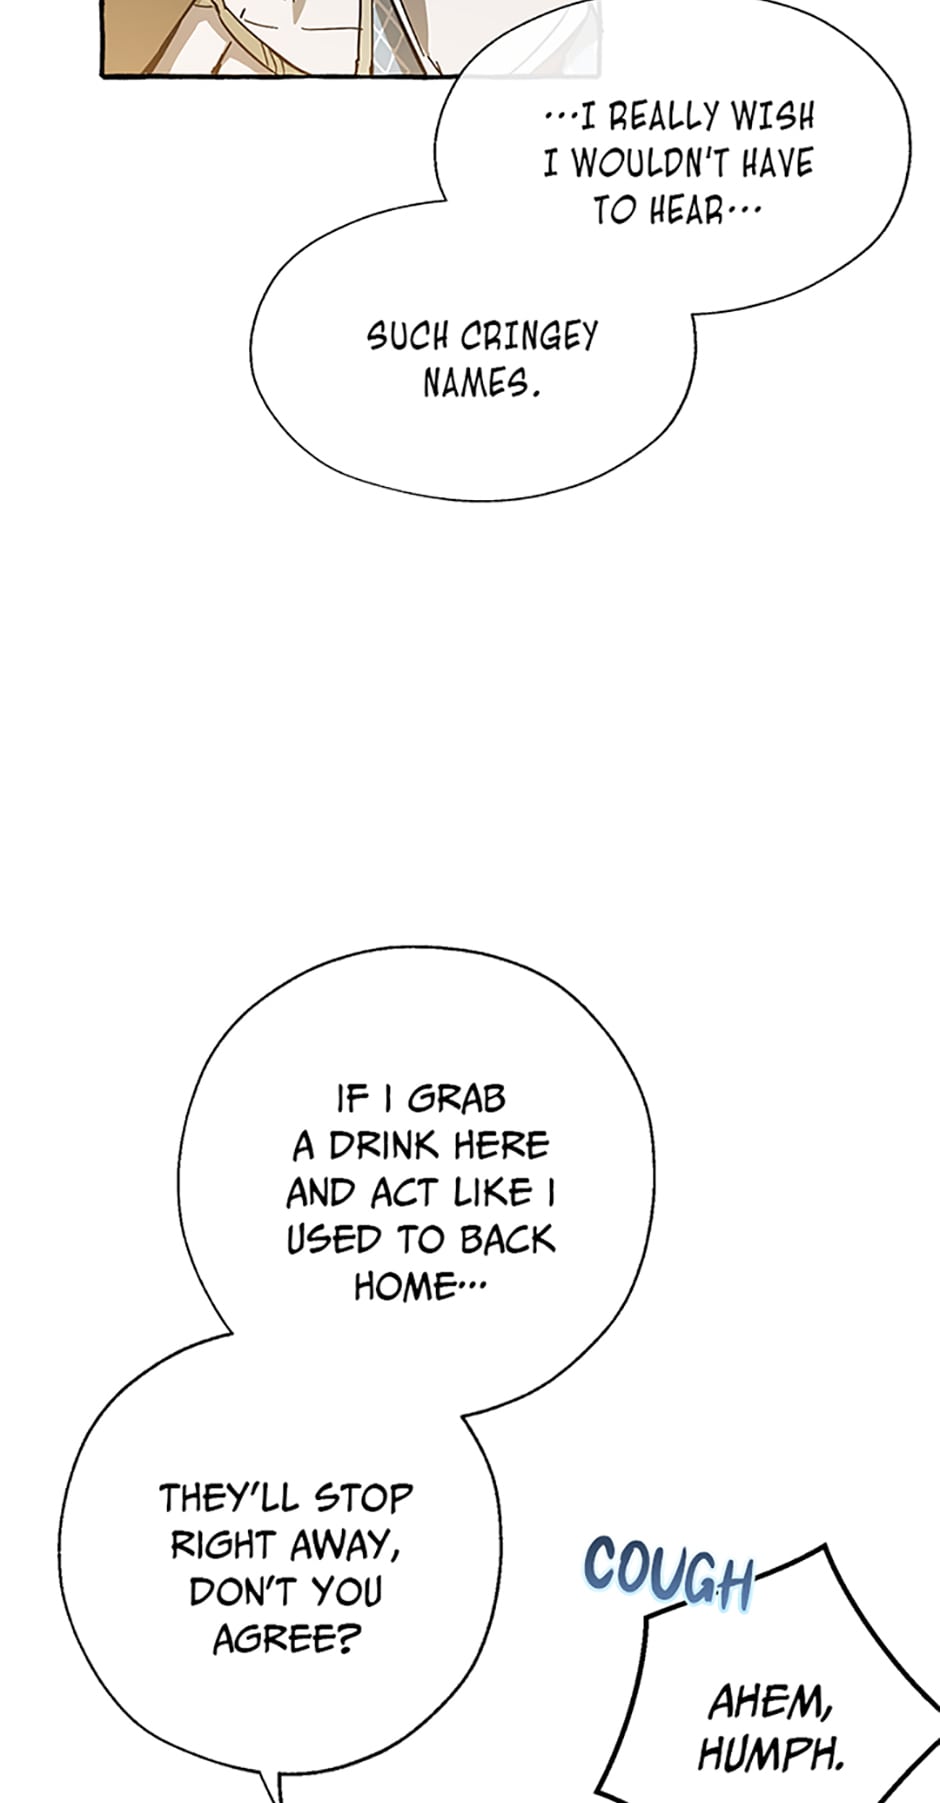 ...I REALLY WISH
I WOULDN'T HAVE
TO HEAR...
SUCH CRINGEY
NAMES.
IF I GRAB
A DRINK HERE
AND ACT LIKE I
USED TO BACK
HOME...
THEY'LL STOP
RIGHT AWAY,
DON'T YOU
AGREE?
COUGH
AHEM,
HUMPH.